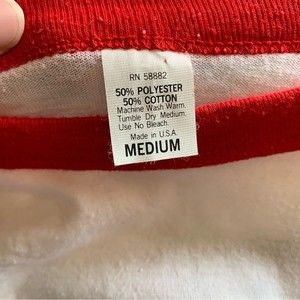 RN 58882
50% POLYESTER
50% COTTON
Machine Wash Warm.
Tumble Dry Medium.
Use No Bleach.
Made in U.S.A.
MEDIUM